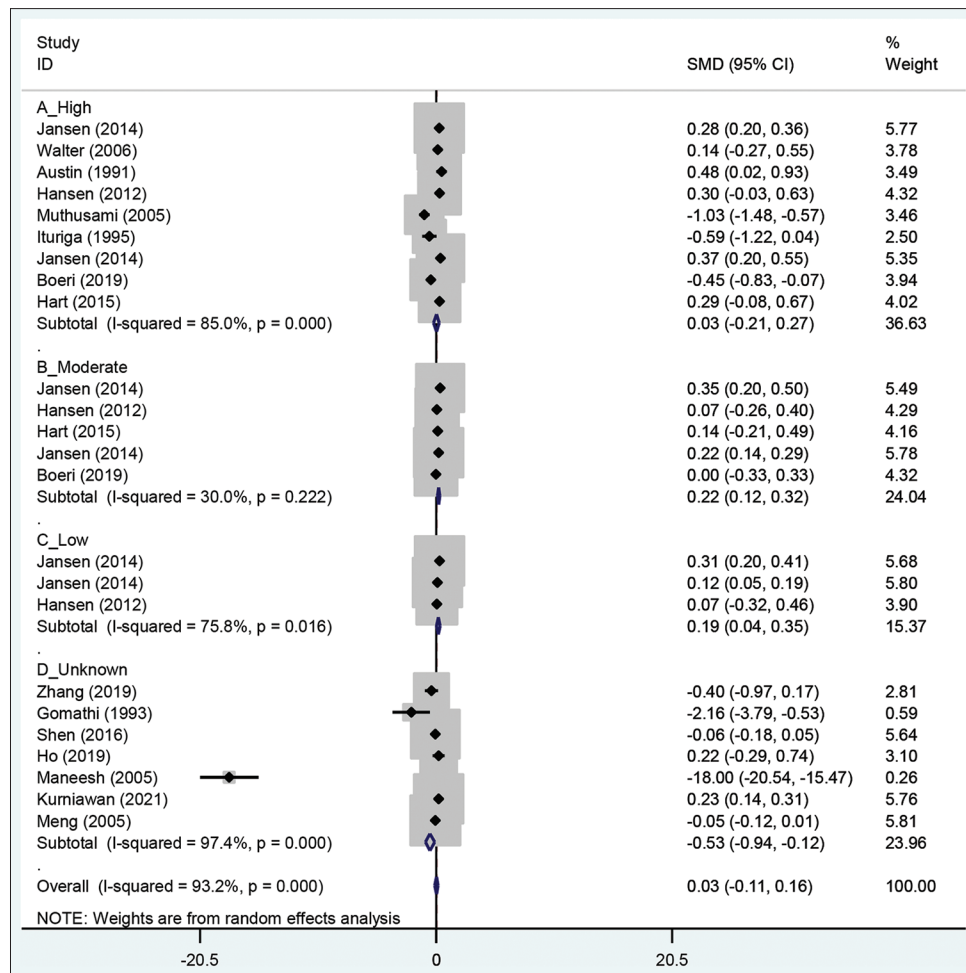 Study %
ID SMD (95% CI) Weight
A_High
Jansen (2014) 0.28 (0.20, 0.36) 5.77
Walter (2006) 0.14 (-0.27, 0.55) 3.78
Austin (1991) 0.48 (0.02, 0.93) 3.49
Hansen (2012) 0.30 (-0.03, 0.63) 4.32
Muthusami (2005) -1.03 (-1.48, -0.57) 3.46
Ituriga (1995) -0.59 (-1.22, 0.04) 2.50
Jansen (2014) 0.37 (0.20, 0.55) 5.35
Boeri (2019) -0.45 (-0.83, -0.07) 3.94
Hart (2015) 0.29 (-0.08, 0.67) 4.02
Subtotal (I-squared = 85.0%, p = 0.000) 0.03 (-0.21, 0.27) 36.63
.
B_Moderate
Jansen (2014) 0.35 (0.20, 0.50) 5.49
Hansen (2012) 0.07 (-0.26, 0.40) 4.29
Hart (2015) 0.14 (-0.21, 0.49) 4.16
Jansen (2014) 0.22 (0.14, 0.29) 5.78
Boeri (2019) 0.00 (-0.33, 0.33) 4.32
Subtotal (I-squared = 30.0%, p = 0.222) 0.22 (0.12, 0.32) 24.04
.
C_Low
Jansen (2014) 0.31 (0.20, 0.41) 5.68
Jansen (2014) 0.12 (0.05, 0.19) 5.80
Hansen (2012) 0.07 (-0.32, 0.46) 3.90
Subtotal (I-squared = 75.8%, p = 0.016) 0.19 (0.04, 0.35) 15.37
.
D_Unknown
Zhang (2019) -0.40 (-0.97, 0.17) 2.81
Gomathi (1993) -2.16 (-3.79, -0.53) 0.59
Shen (2016) -0.06 (-0.18, 0.05) 5.64
Ho (2019) 0.22 (-0.29, 0.74) 3.10
Maneesh (2005) -18.00 (-20.54, -15.47) 0.26
Kurniawan (2021) 0.23 (0.14, 0.31) 5.76
Meng (2005) -0.05 (-0.12, 0.01) 5.81
Subtotal (I-squared = 97.4%, p = 0.000) -0.53 (-0.94, -0.12) 23.96
.
Overall (I-squared = 93.2%, p = 0.000) 0.03 (-0.11, 0.16) 100.00
NOTE: Weights are from random effects analysis
-20.5 0 20.5